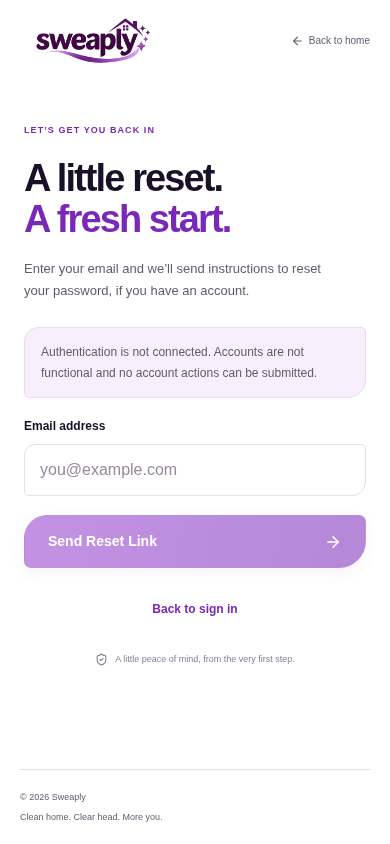 sweaply
Back to home
LET'S GET YOU BACK IN
A little reset.
A fresh start.
Enter your email and we'll send instructions to reset
your password, if you have an account.
Authentication is not connected. Accounts are not
functional and no account actions can be submitted.
Email address
you@example.com
Send Reset Link
Back to sign in
A little peace of mind, from the very first step.
© 2026 Sweaply
Clean home. Clear head. More you.